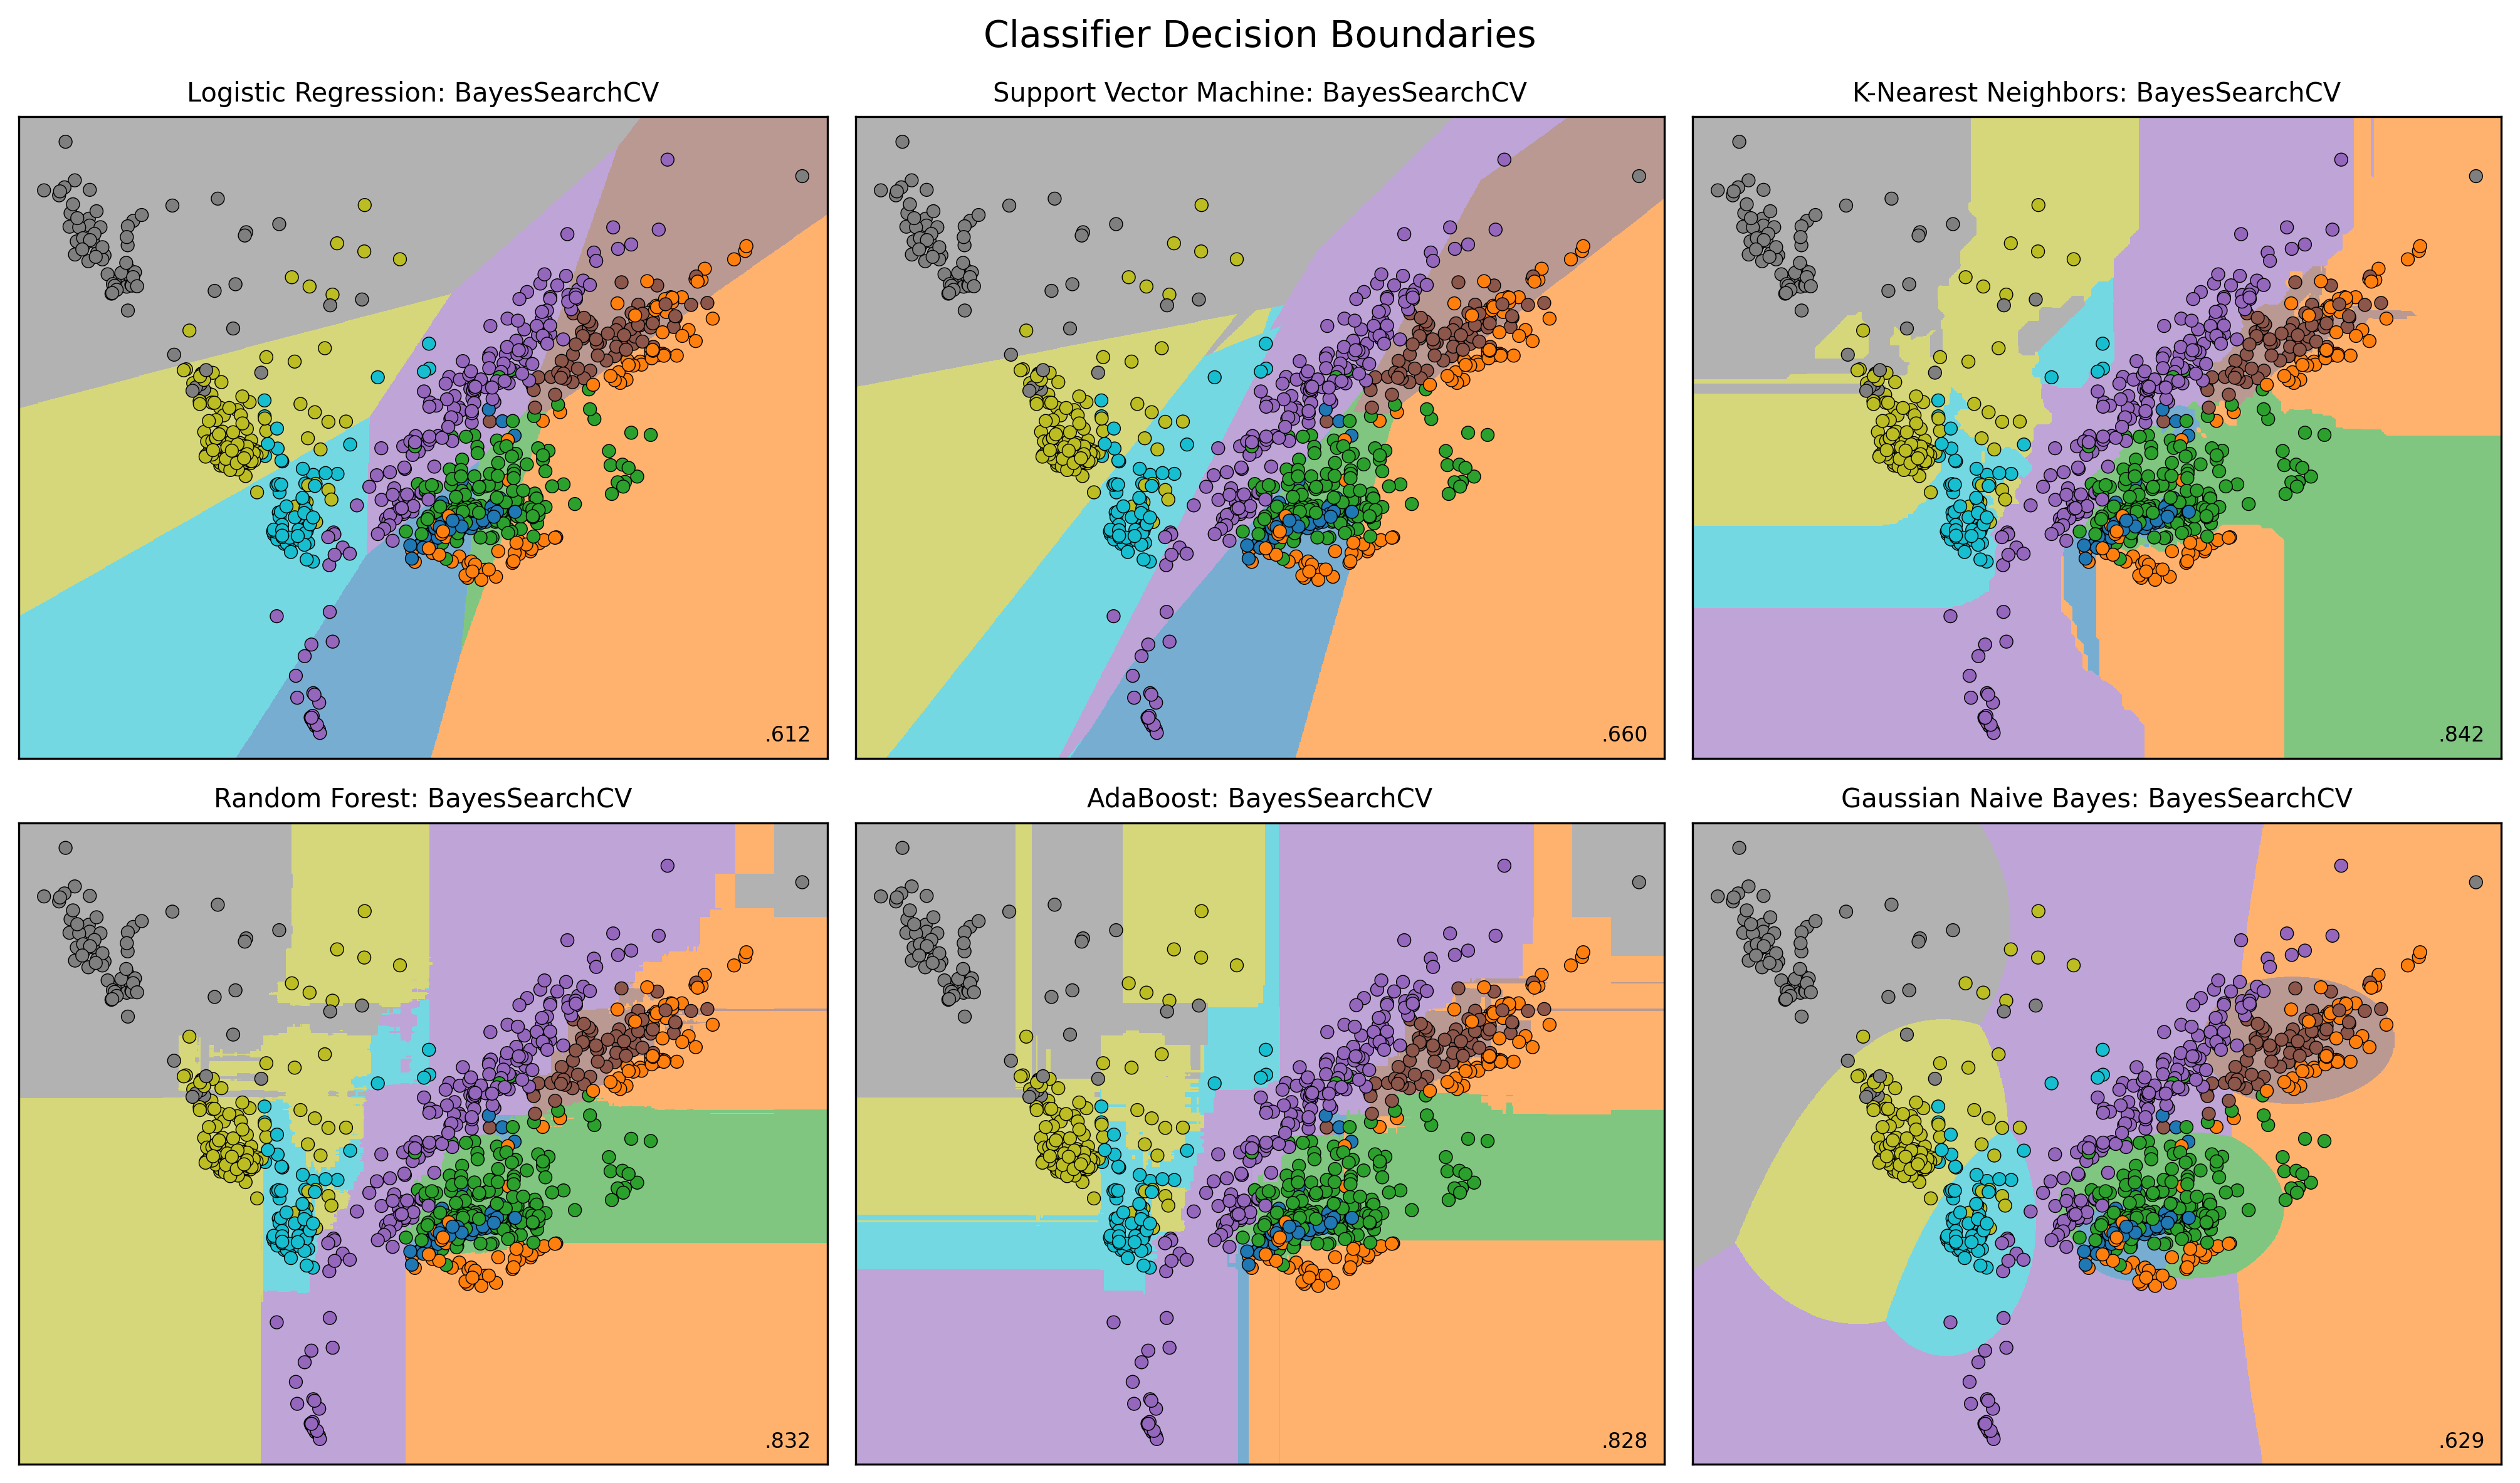 Classifier Decision Boundaries
Logistic Regression: BayesSearchCV
Support Vector Machine: BayesSearchCV
K-Nearest Neighbors: BayesSearchCV
.612
.660
.842
Random Forest: BayesSearchCV
AdaBoost: BayesSearchCV
Gaussian Naive Bayes: BayesSearchCV
.832
.828
.629